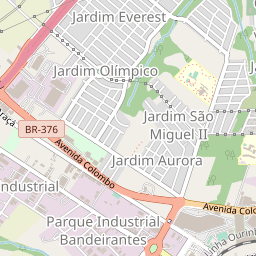 Jardim Everest
Jardim Olímpico
Jardim São
Miguel II
BR-376
Avenida Colombo
Jardim Aurora
Industrial
Avenida Colo
Parque Industrial
Bandeirantes